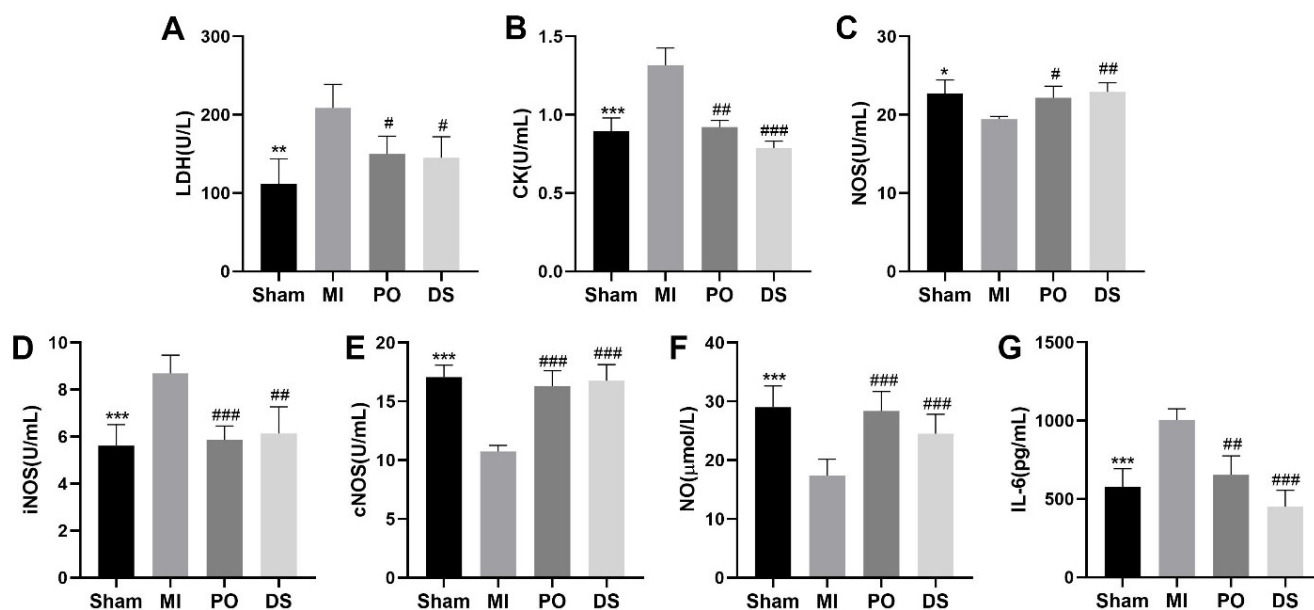 A
LDH(U/L)
300
200
100
0
**
#
#
Sham MI PO DS
B
CK(U/mL)
1.5
1.0
0.5
0.0
***
##
###
Sham MI PO DS
C
NOS(U/mL)
30
20
10
0
*
#
##
Sham MI PO DS
D
iNOS(U/mL)
10
8
6
4
2
0
***
###
##
Sham MI PO DS
E
cNOS(U/mL)
20
15
10
5
0
***
###
###
Sham MI PO DS
F
NO(μmol/L)
40
30
20
10
0
***
###
###
Sham MI PO DS
G
IL-6(pg/mL)
1500
1000
500
0
***
##
###
Sham MI PO DS